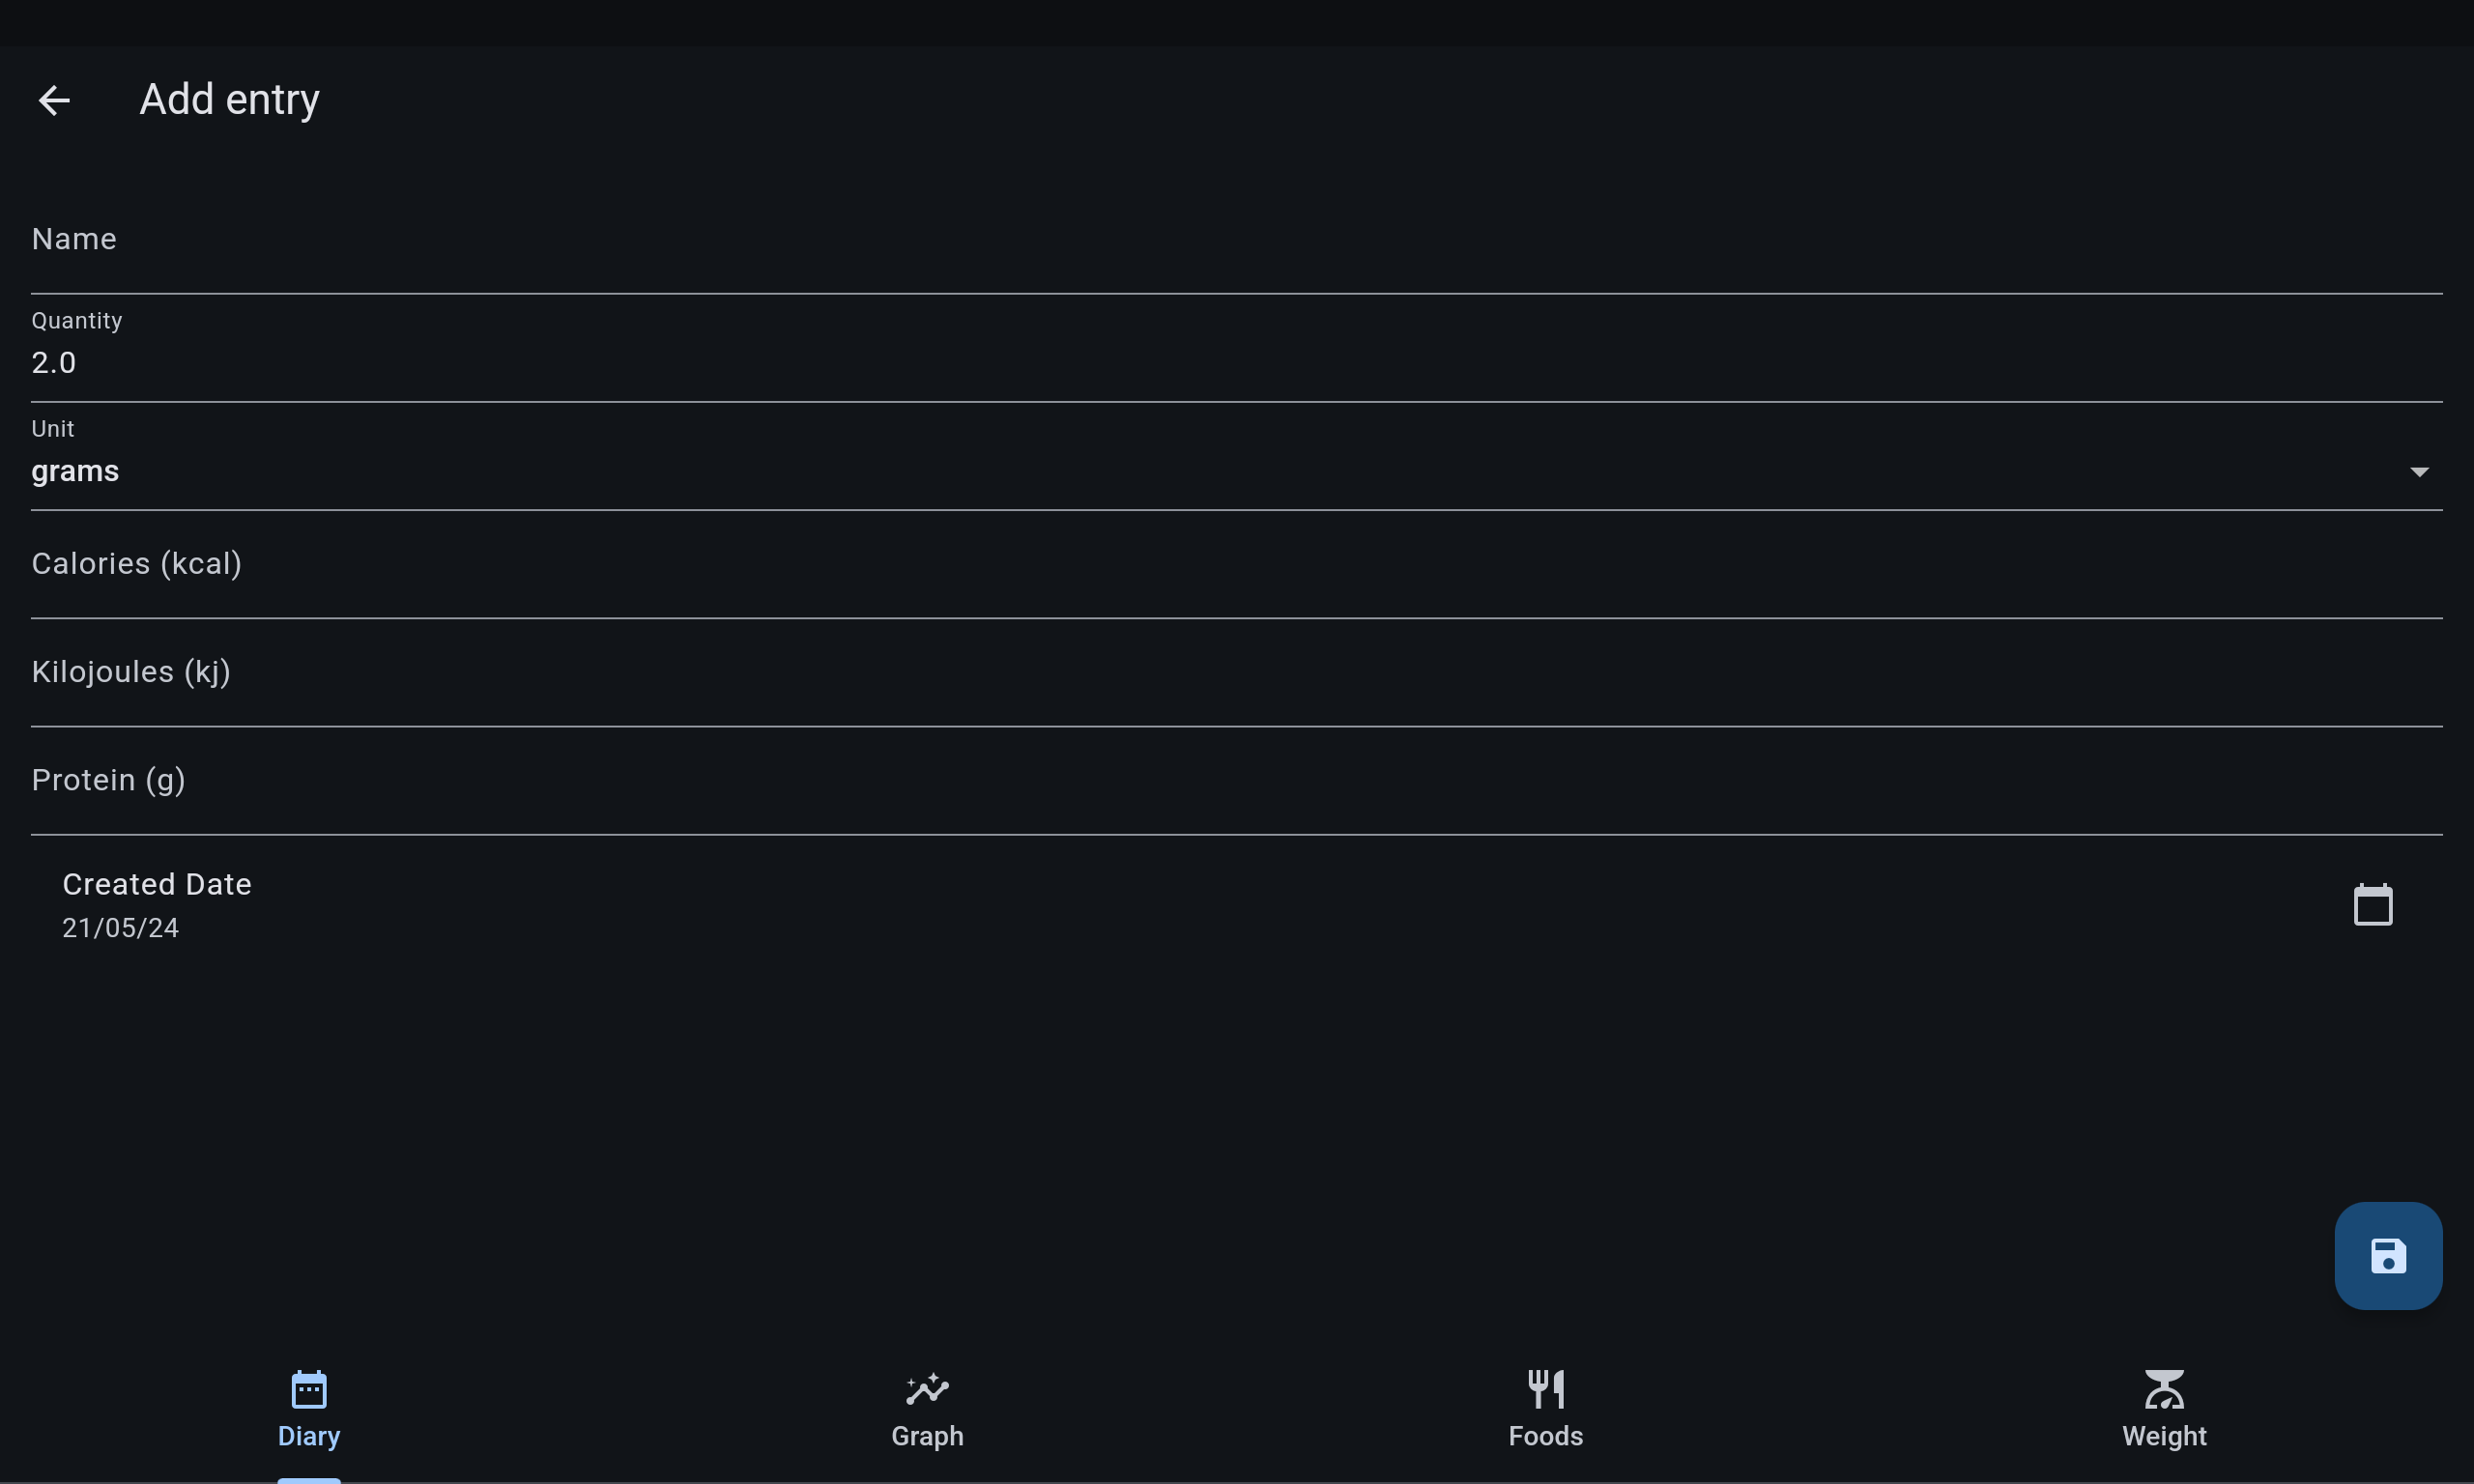 Add entry
Name
Quantity
2.0
Unit
grams
Calories (kcal)
Kilojoules (kj)
Protein (g)
Created Date
21/05/24
Diary
Graph
Foods
Weight